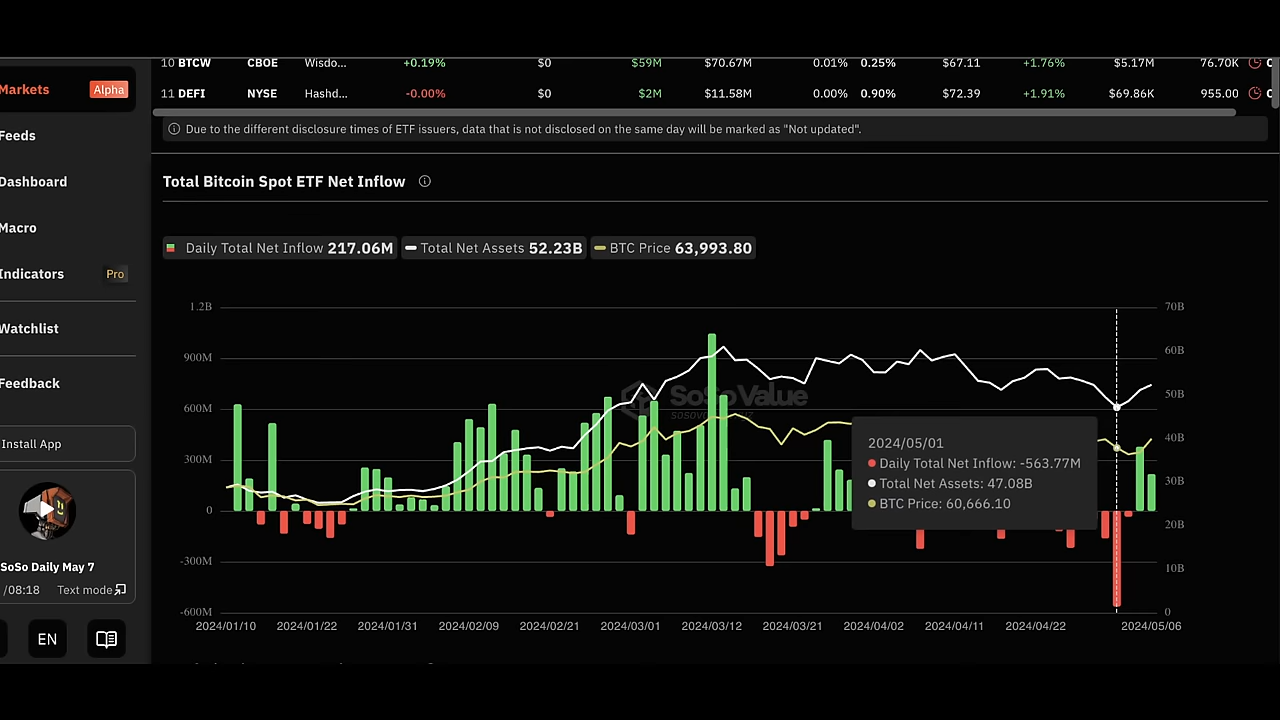 10 BTCW CBOE Wisdo... +0.19% $0 $59M $70.67M 0.01% 0.25% $67.11 +1.76% $5.17M 76.70K
Markets Alpha
11 DEFI NYSE Hashd... -0.00% $0 $2M $11.58M 0.00% 0.90% $72.39 +1.91% $69.86K 955.00
Feeds
Dashboard
Macro
Indicators Pro
Watchlist
Feedback
Install App
SoSo Daily May 7
/08:18 Text mode
EN
Due to the different disclosure times of ETF issuers, data that is not disclosed on the same day will be marked as "Not updated".
Total Bitcoin Spot ETF Net Inflow
Daily Total Net Inflow 217.06M Total Net Assets 52.23B BTC Price 63,993.80
1.2B 70B
900M 60B
50B
600M
40B
300M
30B
0
20B
-300M
10B
-600M 0
SoSoValue
2024/05/01
Daily Total Net Inflow: -563.77M
Total Net Assets: 47.08B
BTC Price: 60,666.10
2024/01/10 2024/01/22 2024/01/31 2024/02/09 2024/02/21 2024/03/01 2024/03/12 2024/03/21 2024/04/02 2024/04/11 2024/04/22 2024/05/06